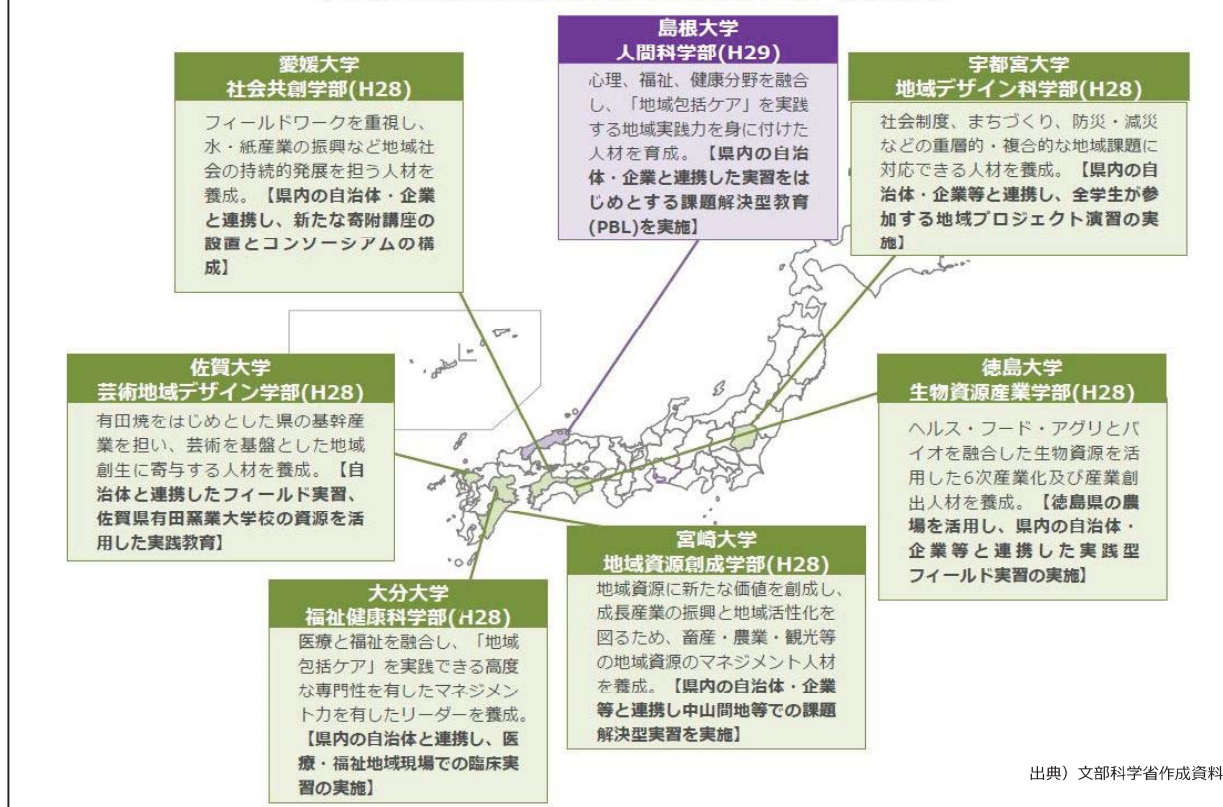 島根大学
人間科学部(H29)
心理、福祉、健康分野を融合
し、「地域包括ケア」を実践
する地域実践力を身に付けた
人材を育成。【県内の自治
体・企業と連携した実習をは
じめとする課題解決型教育
(PBL)を実施】
愛媛大学
社会共創学部(H28)
フィールドワークを重視し、
水・紙産業の振興など地域社
会の持続的発展を担う人材を
養成。【県内の自治体・企業
と連携し、新たな寄附講座の
設置とコンソーシアムの構
成】
宇都宮大学
地域デザイン科学部(H28)
社会制度、まちづくり、防災・減災
などの重層的・複合的な地域課題に
対応できる人材を養成。【県内の自
治体・企業等と連携し、全学生が参
加する地域プロジェクト演習の実
施】
佐賀大学
芸術地域デザイン学部(H28)
有田焼をはじめとした県の基幹産
業を担い、芸術を基盤とした地域
創生に寄与する人材を養成。【自
治体と連携したフィールド実習、
佐賀県有田窯業大学校の資源を活
用した実践教育】
徳島大学
生物資源産業学部(H28)
ヘルス・フード・アグリとバ
イオを融合した生物資源を活
用した6次産業化及び産業創
出人材を養成。【徳島県の農
場を活用し、県内の自治体・
企業等と連携した実践型
フィールド実習の実施】
宮崎大学
地域資源創成学部(H28)
地域資源に新たな価値を創成し、
成長産業の振興と地域活性化を
図るため、畜産・農業・観光等
の地域資源のマネジメント人材
を養成。【県内の自治体・企業
等と連携し中山間地等での課題
解決型実習を実施】
大分大学
福祉健康科学部(H28)
医療と福祉を融合し、「地域
包括ケア」を実践できる高度
な専門性を有したマネジメン
ト力を有したリーダーを養成。
【県内の自治体と連携し、医
療・福祉地域現場での臨床実
習の実施】
出典）文部科学省作成資料